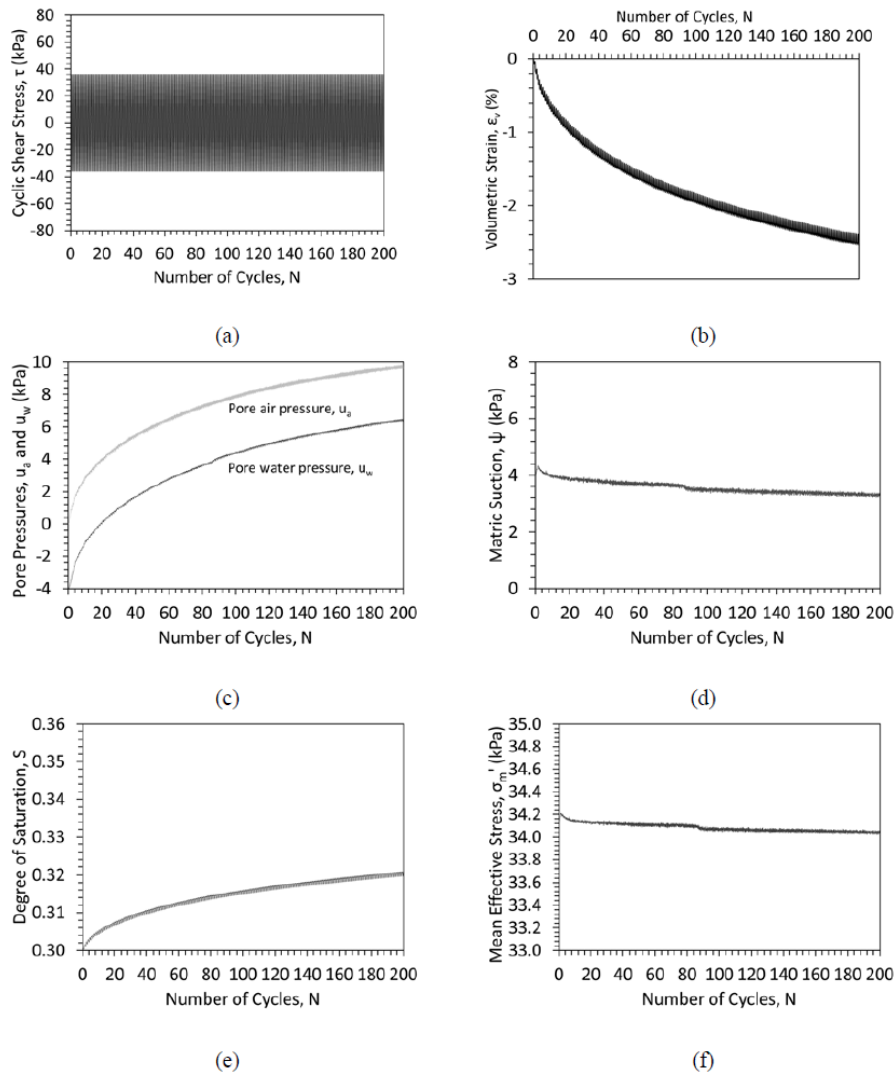 80
60
40
20
0
-20
-40
-60
-80
Cyclic Shear Stress, τ (kPa)
0 20 40 60 80 100 120 140 160 180 200
Number of Cycles, N
(a)
Number of Cycles, N
0 20 40 60 80 100 120 140 160 180 200
0
-1
-2
-3
Volumetric Strain, εv (%)
(b)
10
8
6
4
2
0
-2
-4
Pore Pressures, ua and uw (kPa)
Pore air pressure, ua
Pore water pressure, uw
0 20 40 60 80 100 120 140 160 180 200
Number of Cycles, N
(c)
8
6
4
2
0
Matric Suction, ψ (kPa)
0 20 40 60 80 100 120 140 160 180 200
Number of Cycles, N
(d)
0.36
0.35
0.34
0.33
0.32
0.31
0.30
Degree of Saturation, S
0 20 40 60 80 100 120 140 160 180 200
Number of Cycles, N
(e)
35.0
34.8
34.6
34.4
34.2
34.0
33.8
33.6
33.4
33.2
33.0
Mean Effective Stress, σm' (kPa)
0 20 40 60 80 100 120 140 160 180 200
Number of Cycles, N
(f)